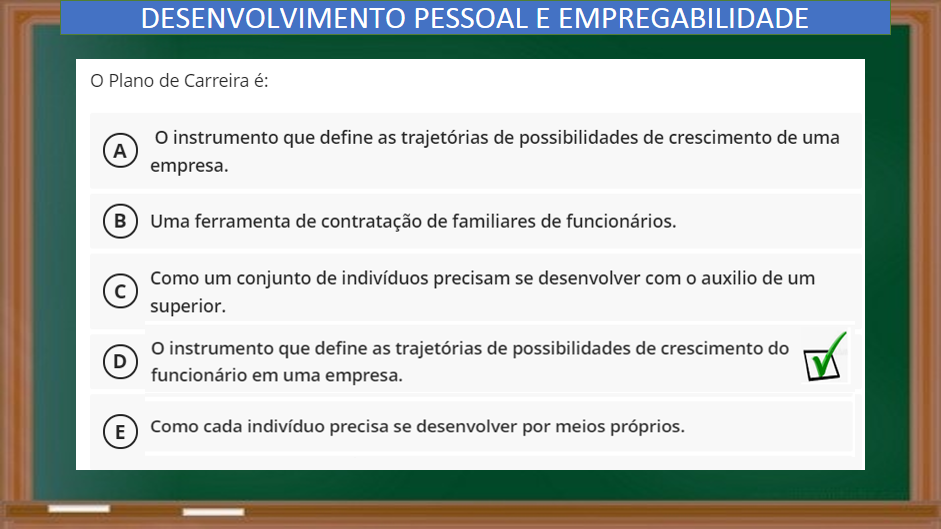 DESENVOLVIMENTO PESSOAL E EMPREGABILIDADE
O Plano de Carreira é:
A
O instrumento que define as trajetórias de possibilidades de crescimento de uma
empresa.
B
Uma ferramenta de contratação de familiares de funcionários.
C
Como um conjunto de indivíduos precisam se desenvolver com o auxilio de um
superior.
D
O instrumento que define as trajetórias de possibilidades de crescimento do
funcionário em uma empresa.
E
Como cada indivíduo precisa se desenvolver por meios próprios.